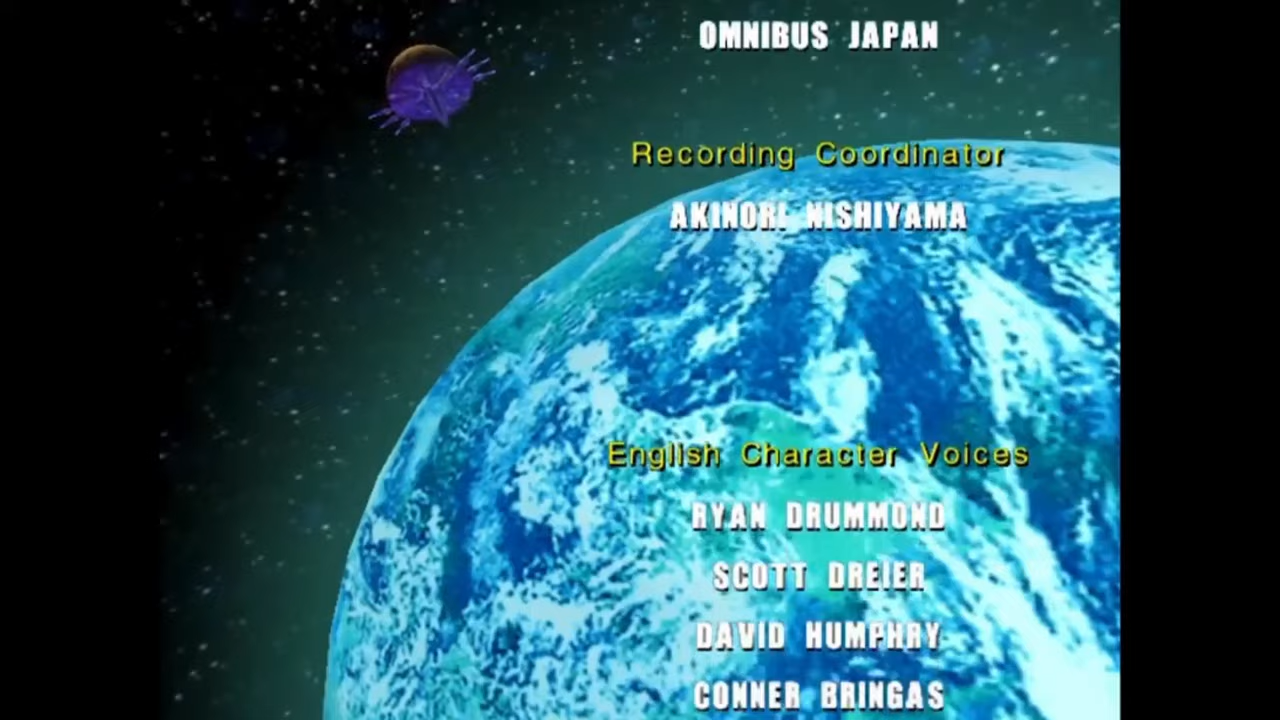 OMNIBUS JAPAN
Recording Coordinator
AKINORI NISHIYAMA
English Character Voices
RYAN DRUMMOND
SCOTT DREIER
DAVID HUMPHRY
CONNER BRINGAS